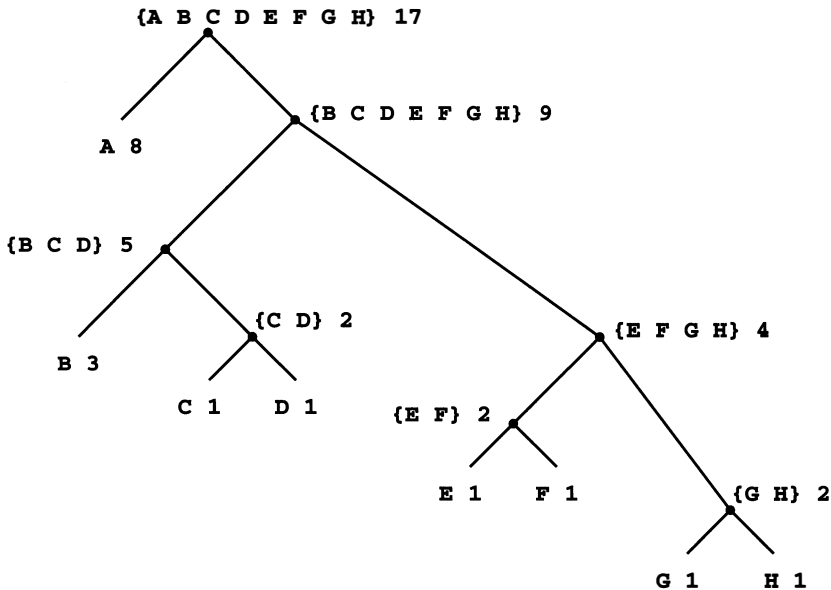 {A B C D E F G H} 17
{B C D E F G H} 9
A 8
{B C D} 5
{C D} 2
{E F G H} 4
B 3
C 1
D 1
{E F} 2
E 1
F 1
{G H} 2
G 1
H 1